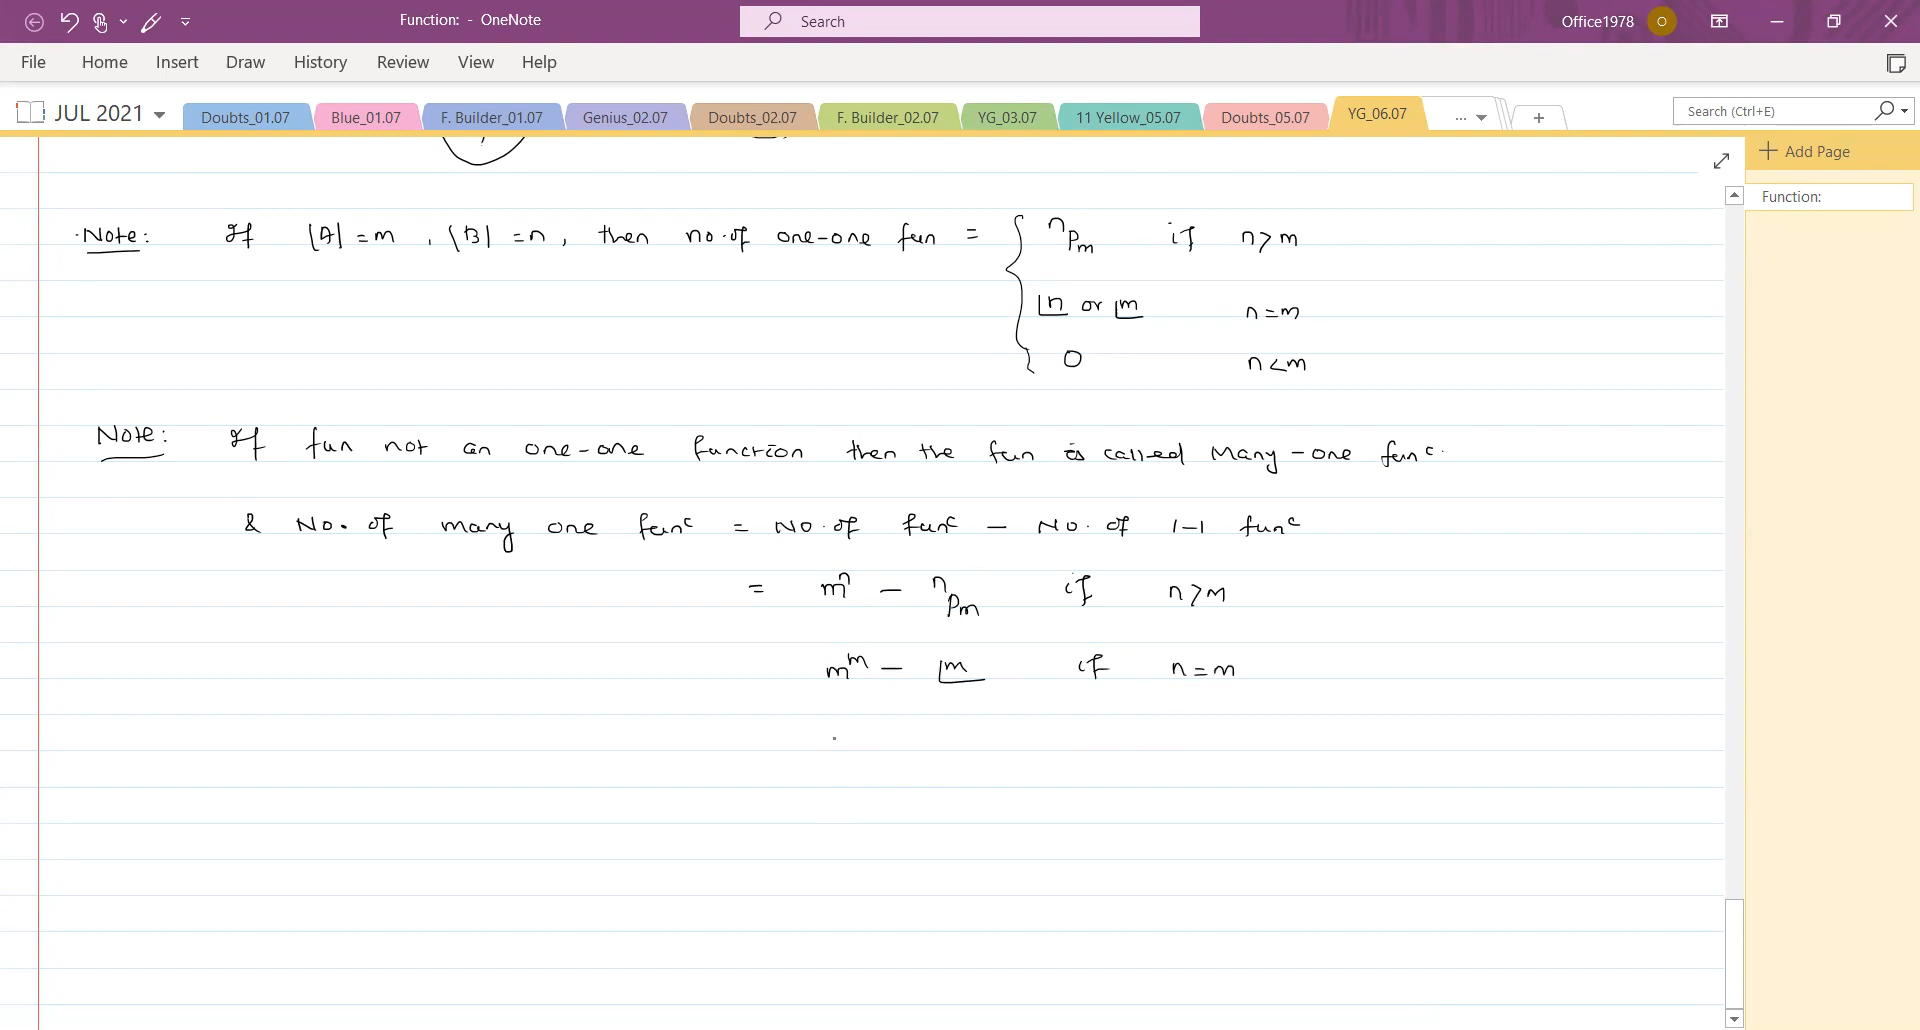 Function: - OneNote
Search
Office1978
O
File Home Insert Draw History Review View Help
JUL 2021
Doubts_01.07 Blue_01.07 F. Builder_01.07 Genius_02.07 Doubts_02.07 F. Builder_02.07 YG_03.07 11 Yellow_05.07 Doubts_05.07 YG_06.07 ... +
Search (Ctrl+E)
Add Page
Function:
Note: If |A| = m, |B| = n, then no. of one-one fun = { ⁿPₘ if n > m
|n or |m n = m
0 n < m
Note: If fun not an one-one function then the fun is called Many-one funᶜ.
& No. of many one funᶜ = No. of funᶜ − No. of 1-1 funᶜ
= mⁿ − ⁿPₘ if n > m
mᵐ − |m if n = m